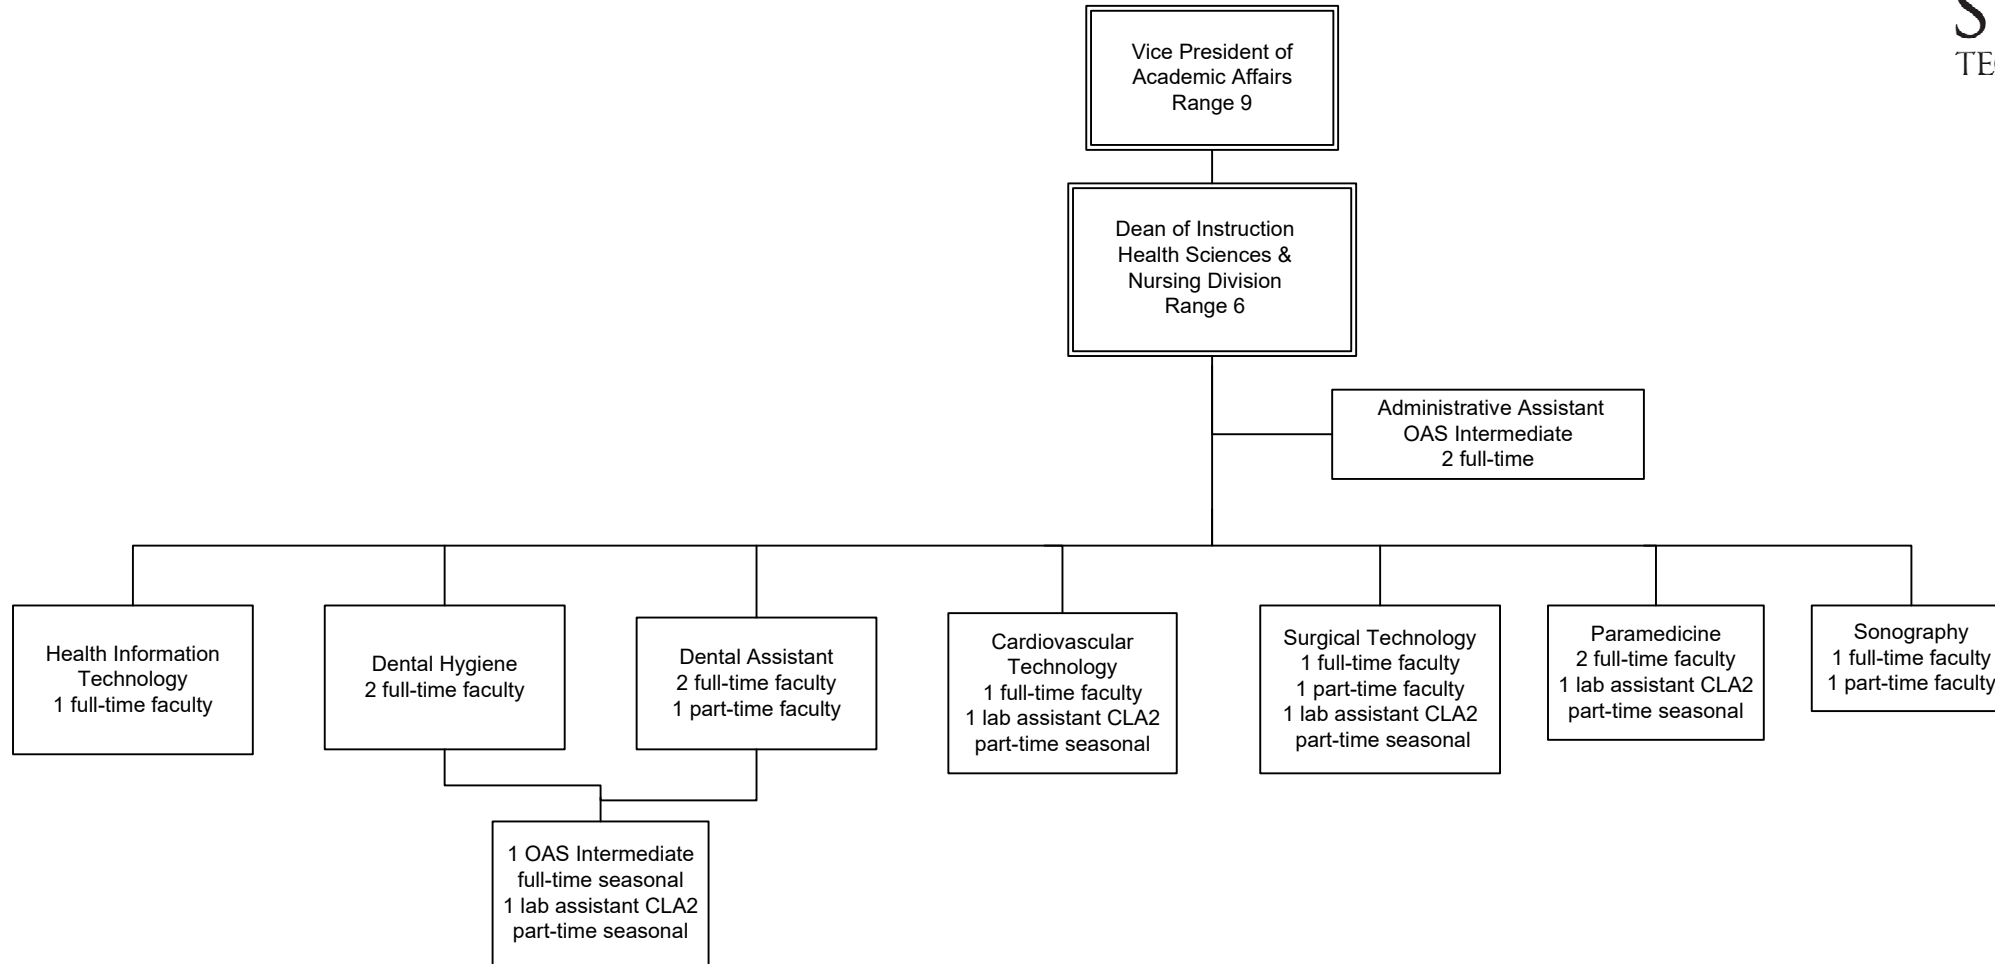 Vice President of
Academic Affairs
Range 9
Dean of Instruction
Health Sciences &
Nursing Division
Range 6
Administrative Assistant
OAS Intermediate
2 full-time
Health Information
Technology
1 full-time faculty
Dental Hygiene
2 full-time faculty
Dental Assistant
2 full-time faculty
1 part-time faculty
Cardiovascular
Technology
1 full-time faculty
1 lab assistant CLA2
part-time seasonal
Surgical Technology
1 full-time faculty
1 part-time faculty
1 lab assistant CLA2
part-time seasonal
Paramedicine
2 full-time faculty
1 lab assistant CLA2
part-time seasonal
Sonography
1 full-time faculty
1 part-time faculty
1 OAS Intermediate
full-time seasonal
1 lab assistant CLA2
part-time seasonal